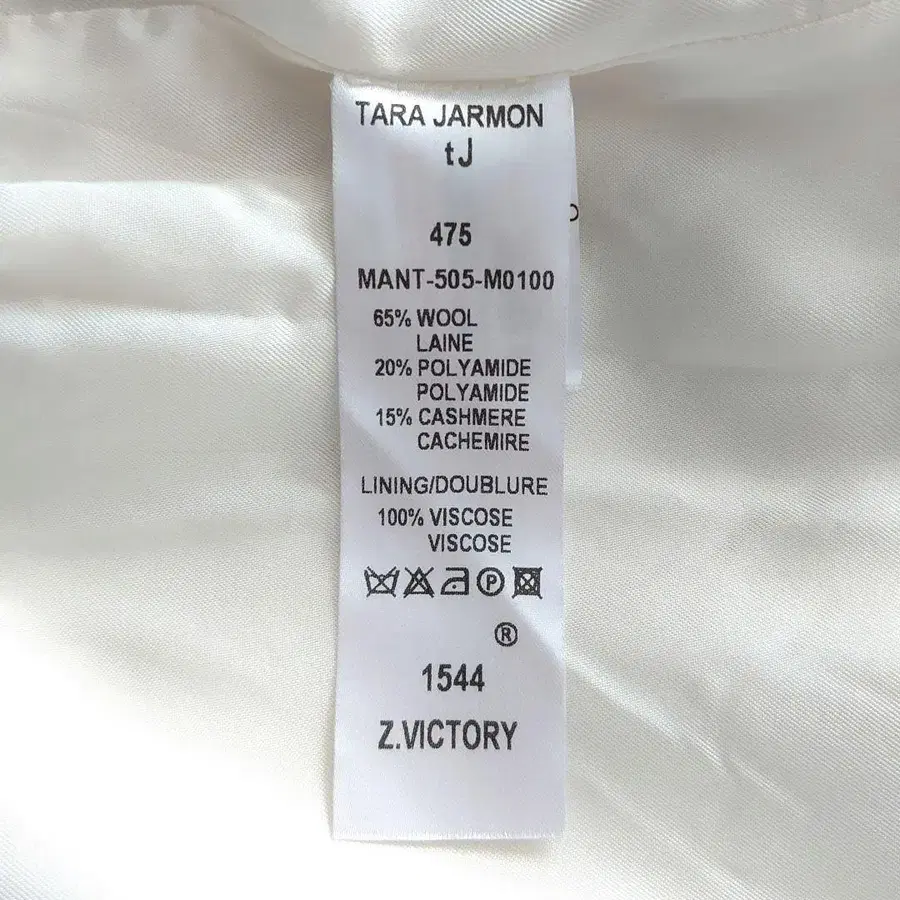 TARA JARMON
tJ
475
MANT-505-M0100
65% WOOL
LAINE
20% POLYAMIDE
POLYAMIDE
15% CASHMERE
CACHEMIRE
LINING/DOUBLURE
100% VISCOSE
VISCOSE
P
®
1544
Z.VICTORY